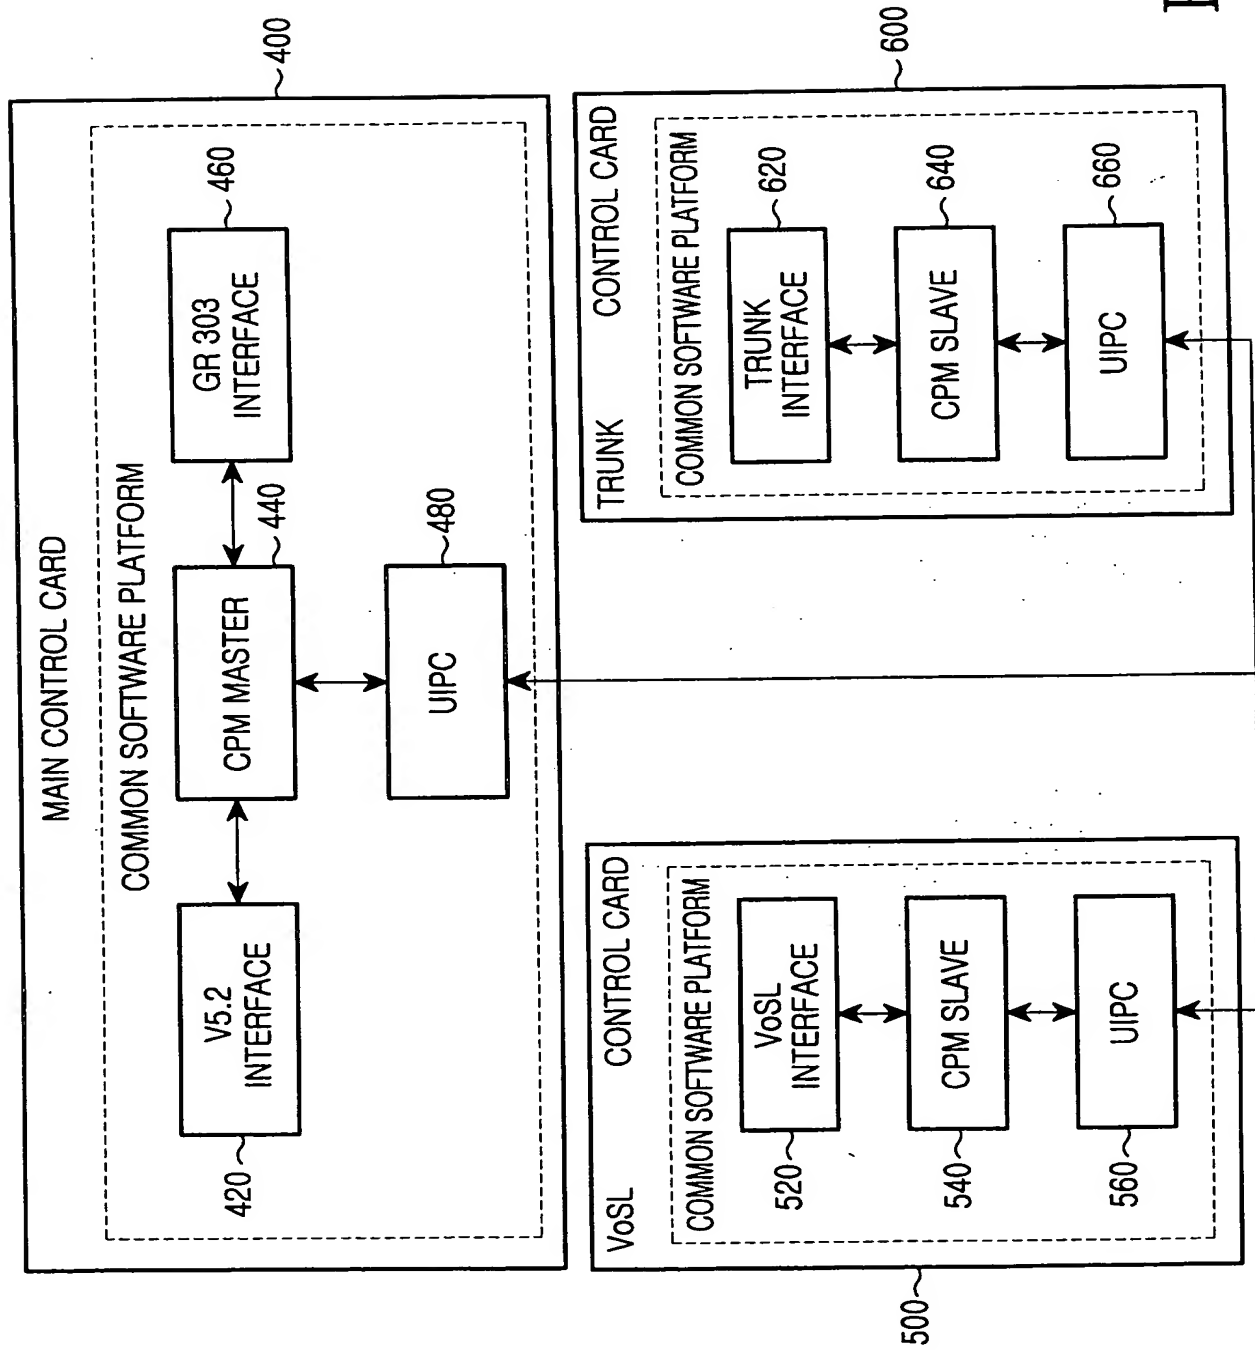 MAIN CONTROL CARD
400
COMMON SOFTWARE PLATFORM
V5.2
INTERFACE
420
CPM MASTER
440
GR 303
INTERFACE
460
UIPC
480
VoSL CONTROL CARD
500
COMMON SOFTWARE PLATFORM
VoSL
INTERFACE
520
CPM SLAVE
540
UIPC
560
TRUNK CONTROL CARD
600
COMMON SOFTWARE PLATFORM
TRUNK
INTERFACE
620
CPM SLAVE
640
UIPC
660